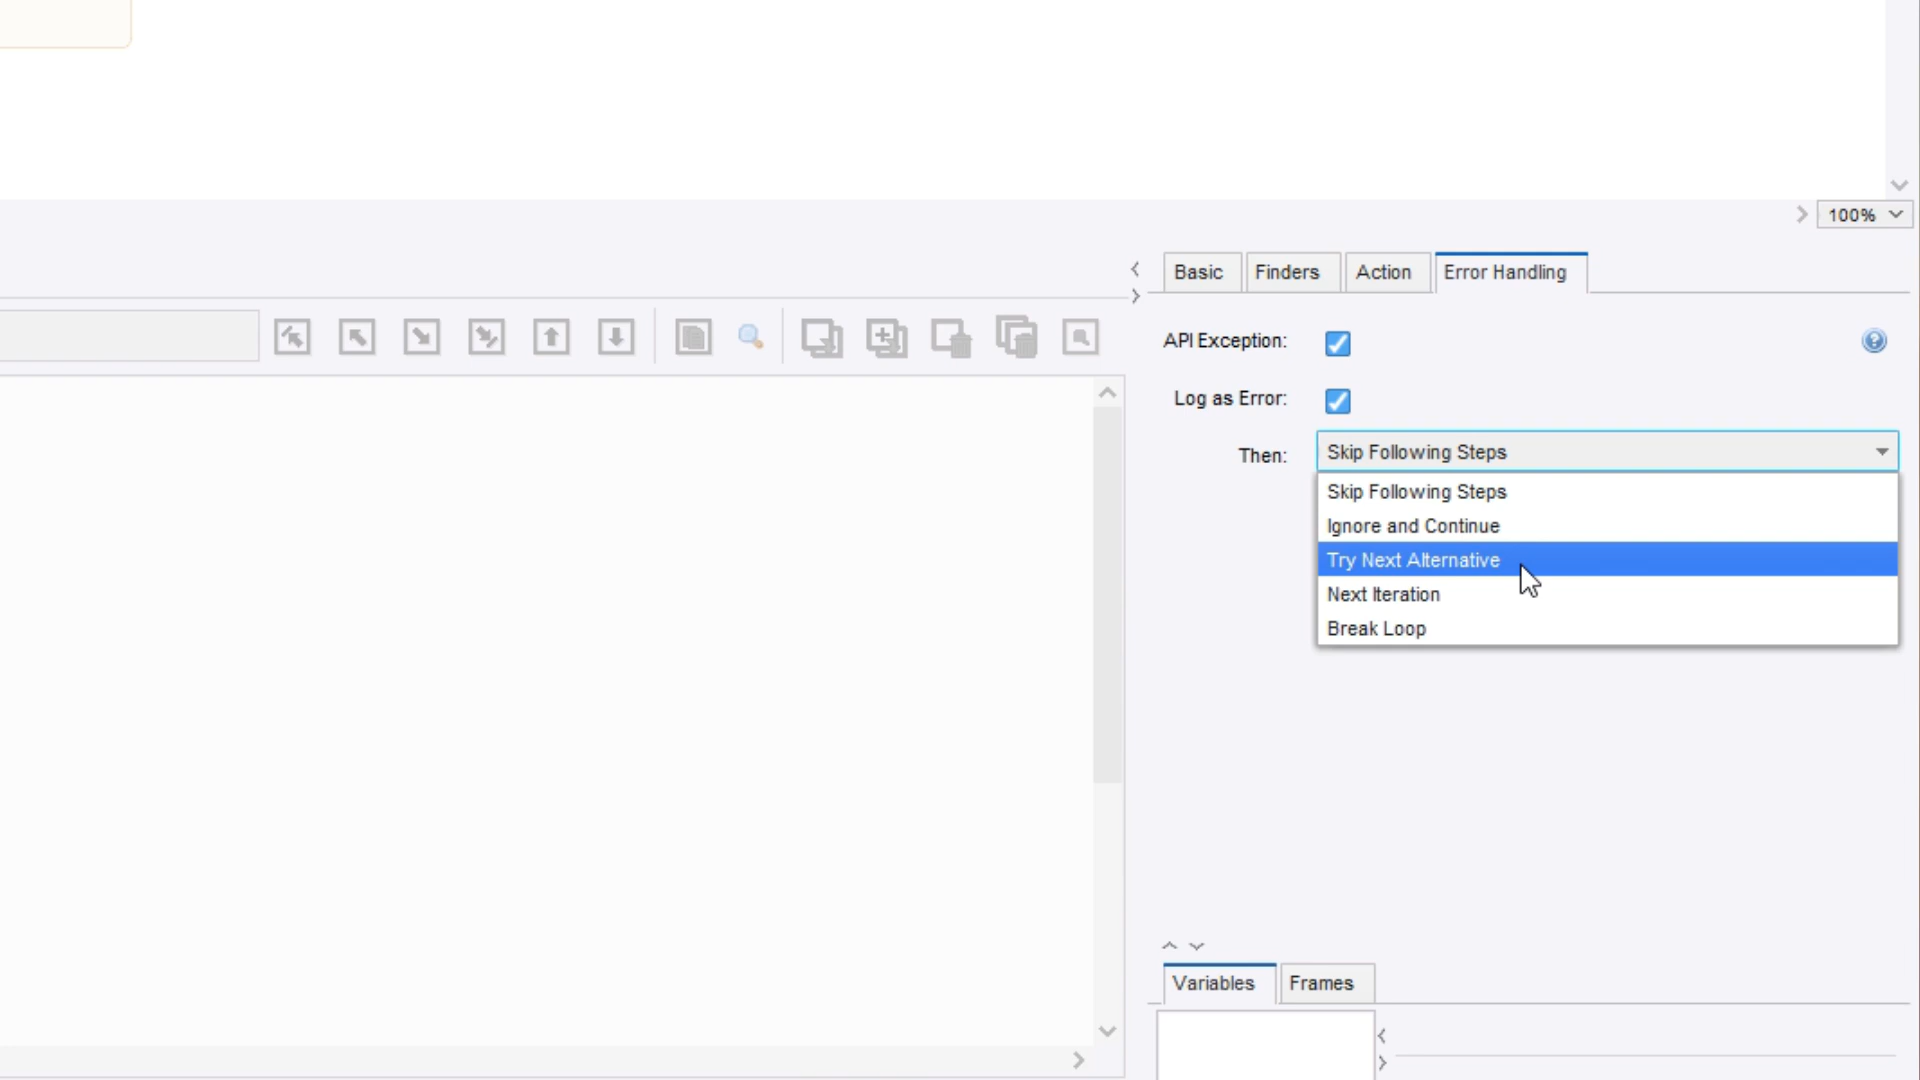 100%
Basic
Finders
Action
Error Handling
API Exception:
Log as Error:
Then:
Skip Following Steps
Skip Following Steps
Ignore and Continue
Try Next Alternative
Next Iteration
Break Loop
Variables
Frames